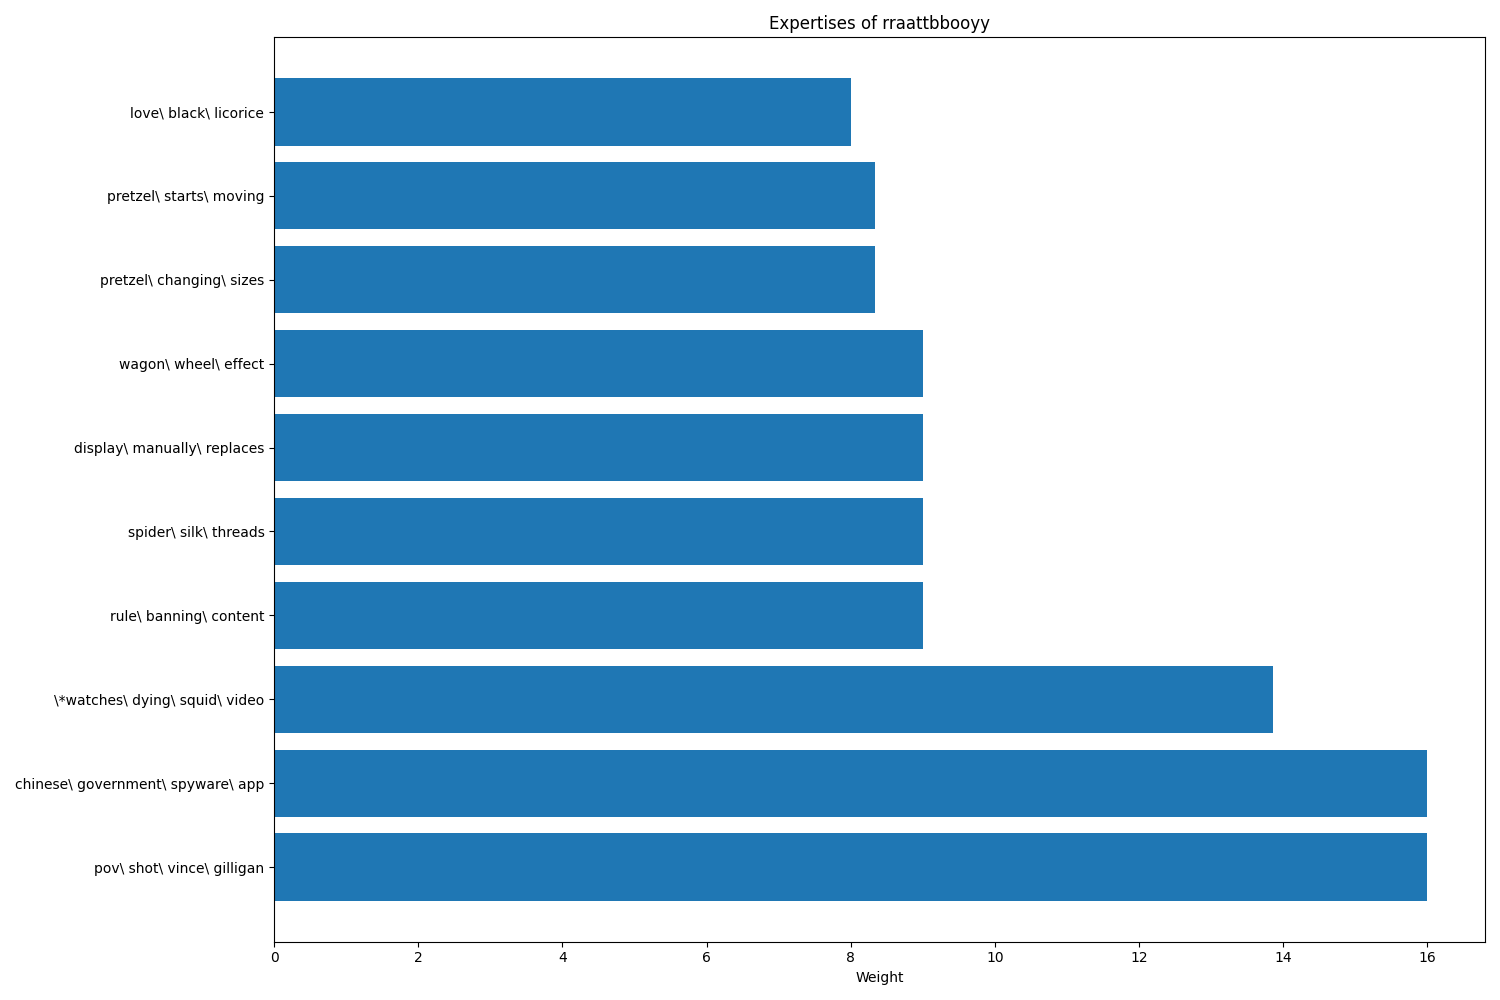 Expertises of rraattbbooyy
love\ black\ licorice
pretzel\ starts\ moving
pretzel\ changing\ sizes
wagon\ wheel\ effect
display\ manually\ replaces
spider\ silk\ threads
rule\ banning\ content
\*watches\ dying\ squid\ video
chinese\ government\ spyware\ app
pov\ shot\ vince\ gilligan
0 2 4 6 8 10 12 14 16
Weight